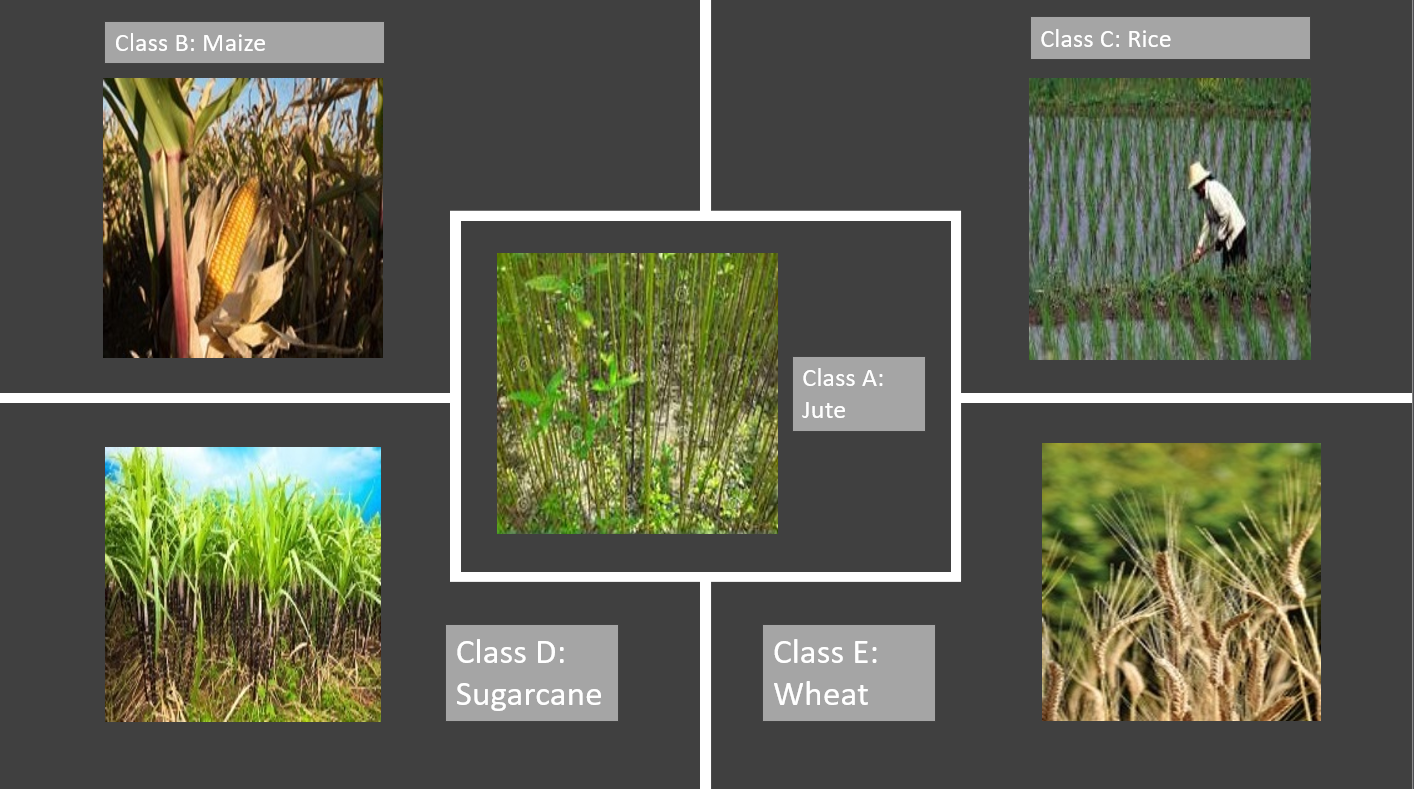 Class B: Maize
Class C: Rice
Class A:
Jute
Class D:
Sugarcane
Class E:
Wheat